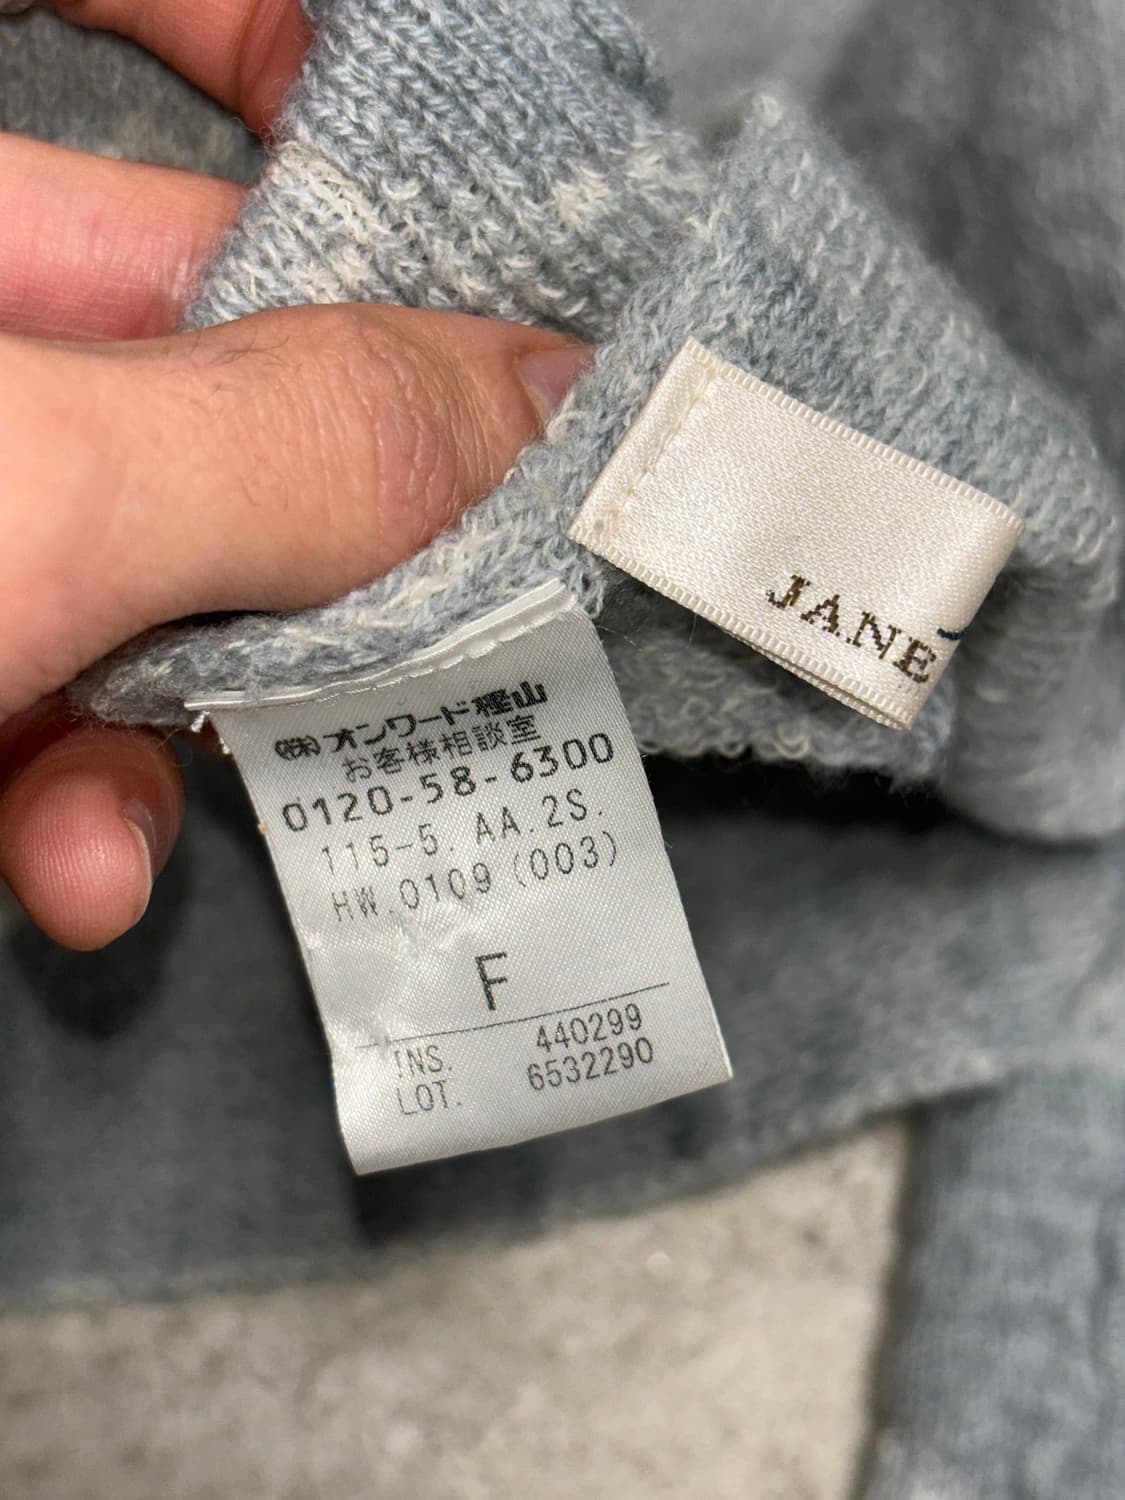 JANE
(株)オンワード樫山
お客様相談室
0120-58-6300
115-5. AA.2S.
HW.0109(003)
F
INS. 440299
LOT. 6532290